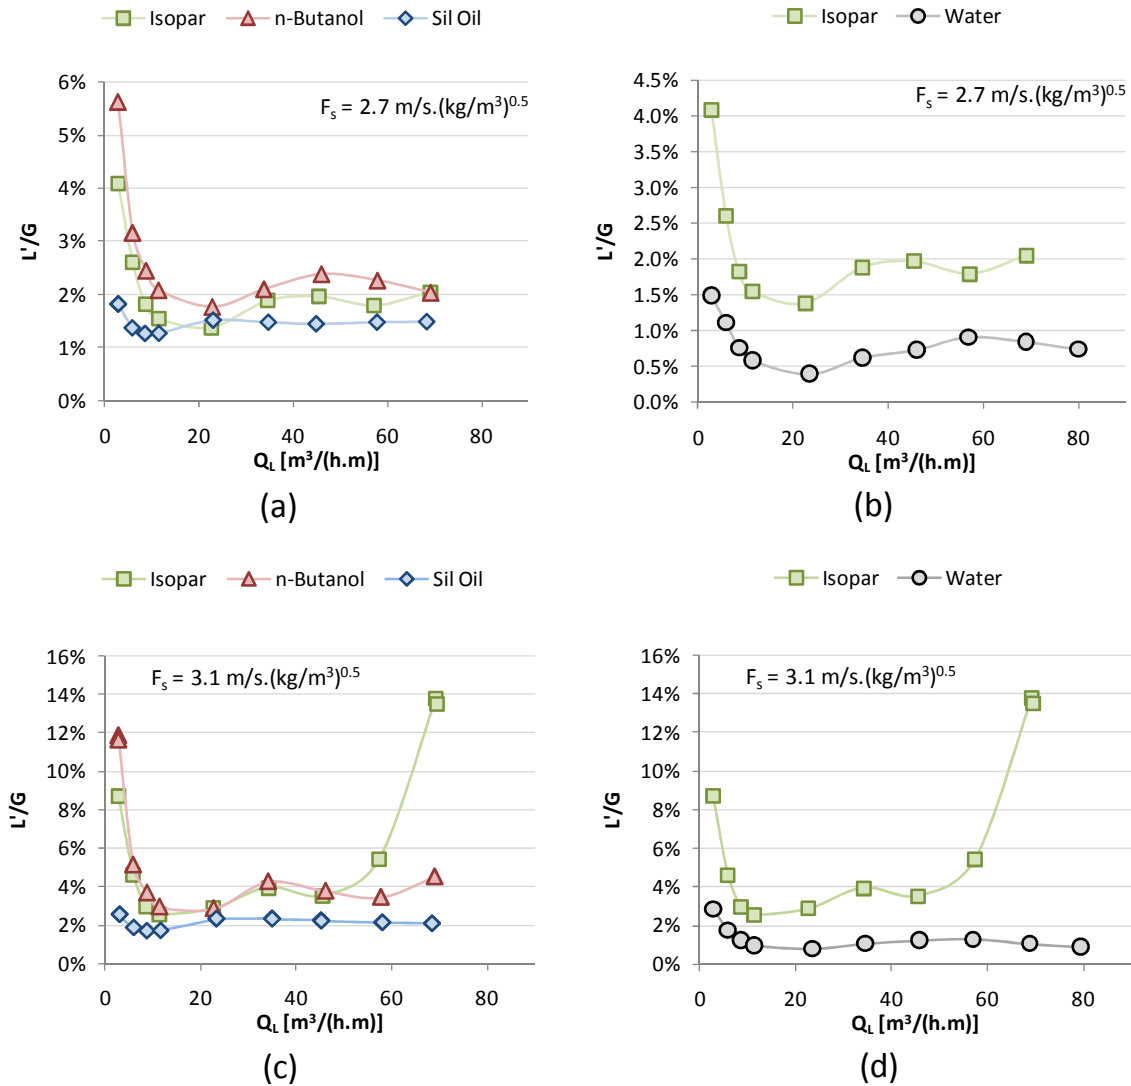 Isopar n-Butanol Sil Oil
6%
5%
4%
3%
2%
1%
0%
L'/G
Fs = 2.7 m/s.(kg/m³)^0.5
0 20 40 60 80
Q_L [m³/(h.m)]
(a)
Isopar Water
4.5%
4.0%
3.5%
3.0%
2.5%
2.0%
1.5%
1.0%
0.5%
0.0%
L'/G
Fs = 2.7 m/s.(kg/m³)^0.5
0 20 40 60 80
Q_L [m³/(h.m)]
(b)
Isopar n-Butanol Sil Oil
16%
14%
12%
10%
8%
6%
4%
2%
0%
L'/G
Fs = 3.1 m/s.(kg/m³)^0.5
0 20 40 60 80
Q_L [m³/(h.m)]
(c)
Isopar Water
16%
14%
12%
10%
8%
6%
4%
2%
0%
L'/G
Fs = 3.1 m/s.(kg/m³)^0.5
0 20 40 60 80
Q_L [m³/(h.m)]
(d)